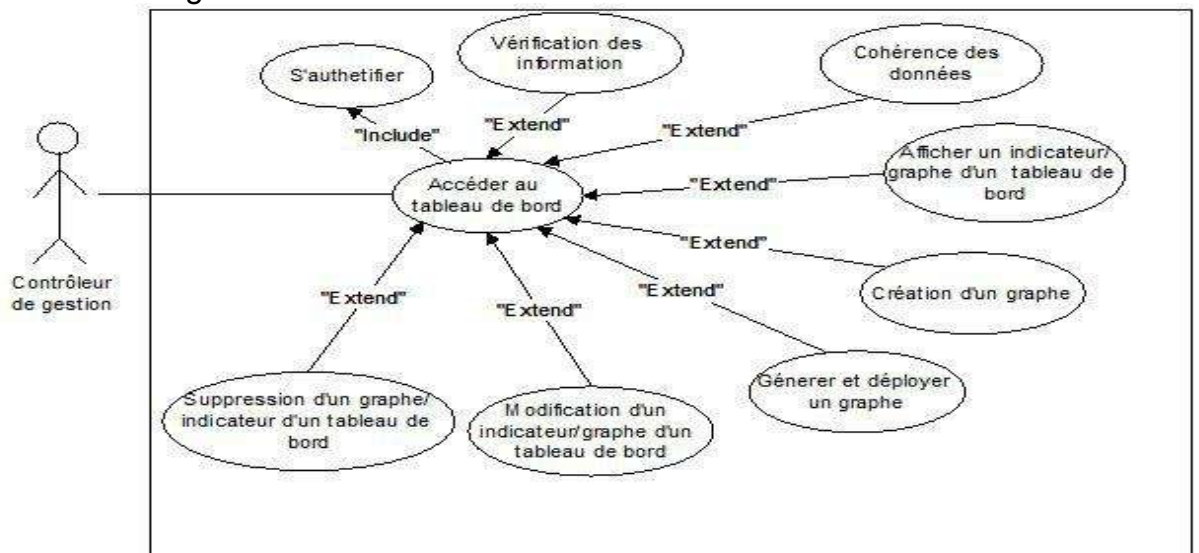 Vérification des
information
Cohérence des
données
S'authetifier
"Include"
"Extend"
"Extend"
Afficher un indicateur/
graphe d'un tableau de
bord
"Extend"
Accéder au
tableau de bord
"Extend"
Création d'un graphe
Contrôleur
de gestion
"Extend"
"Extend"
"Extend"
Génerer et déployer
un graphe
Suppression d'un graphe/
indicateur d'un tableau de
bord
Modification d'un
indicateur/graphe d'un
tableau de bord